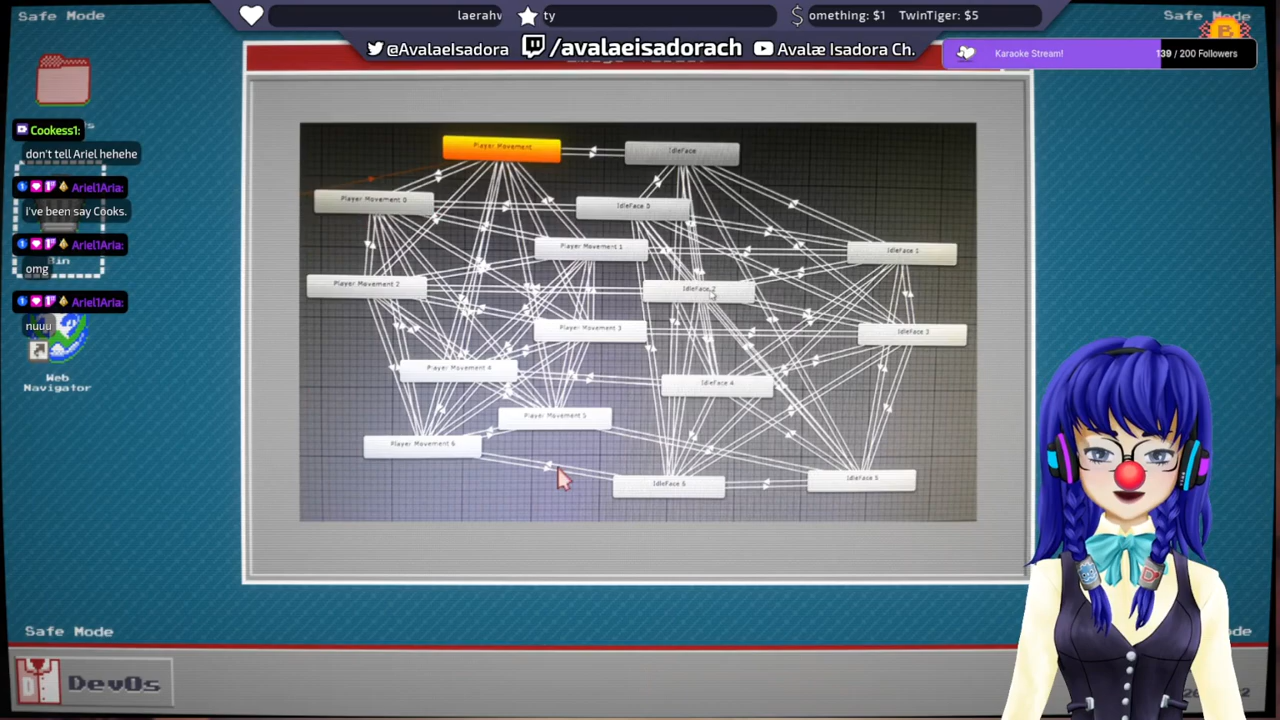 Safe Mode
Safe Mode
laerahv
ty
$ omething: $1 TwinTiger: $5
@AvalaeIsadora
/avalaeisadorach
Avalæ Isadora Ch.
Karaoke Stream!
139 / 200 Followers
Cookess1:
don't tell Ariel hehehe
Ariel1Aria:
I've been say Cooks.
Bin
Ariel1Aria:
omg
Ariel1Aria:
nuuu
Web
Navigator
Player Movement
IdleFace
Player Movement 0
IdleFace 0
Player Movement 1
IdleFace 1
Player Movement 2
IdleFace 2
Player Movement 3
IdleFace 3
Player Movement 4
IdleFace 4
Player Movement 5
Player Movement 6
IdleFace 6
IdleFace 5
Safe Mode
DevOs